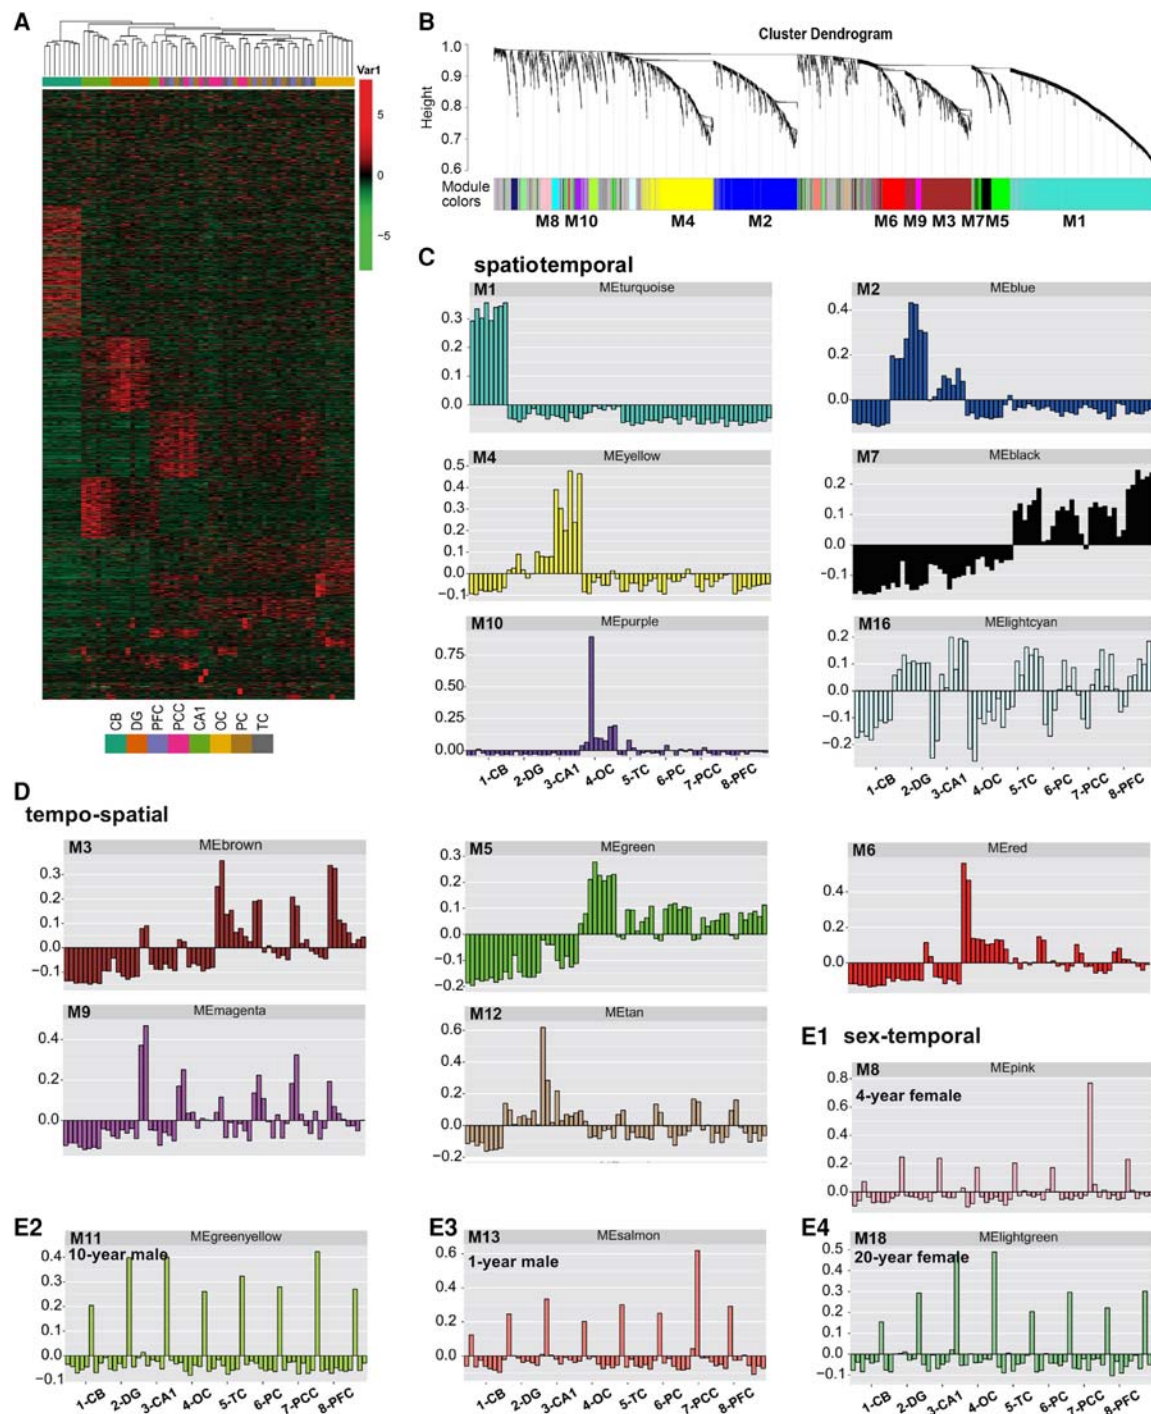 A
Var1
5
0
−5
CB
DG
PFC
PCC
CA1
OC
PC
TC
B
Cluster Dendrogram
Height
1.0
0.9
0.8
0.7
0.6
Module
colors
M8 M10 M4 M2 M6 M9 M3 M7 M5 M1
C
spatiotemporal
M1 MEturquoise
0.3
0.2
0.1
0.0
M2 MEblue
0.4
0.2
0.0
M4 MEyellow
0.5
0.4
0.3
0.2
0.1
0.0
−0.1
M7 MEblack
0.2
0.1
0.0
−0.1
M10 MEpurple
0.75
0.50
0.25
0.00
1-CB 2-DG 3-CA1 4-OC 5-TC 6-PC 7-PCC 8-PFC
M16 MElightcyan
0.2
0.1
0.0
−0.1
−0.2
1-CB 2-DG 3-CA1 4-OC 5-TC 6-PC 7-PCC 8-PFC
D
tempo-spatial
M3 MEbrown
0.3
0.2
0.1
0.0
−0.1
M5 MEgreen
0.3
0.2
0.1
0.0
−0.1
−0.2
M6 MEred
0.4
0.2
0.0
M9 MEmagenta
0.4
0.2
0.0
M12 MEtan
0.6
0.4
0.2
0.0
−0.2
E1 sex-temporal
M8 MEpink
4-year female
0.8
0.6
0.4
0.2
0.0
E2
M11 MEgreenyellow
10-year male
0.4
0.3
0.2
0.1
0.0
−0.1
1-CB 2-DG 3-CA1 4-OC 5-TC 6-PC 7-PCC 8-PFC
E3
M13 MEsalmon
1-year male
0.6
0.4
0.2
0.0
1-CB 2-DG 3-CA1 4-OC 5-TC 6-PC 7-PCC 8-PFC
E4
M18 MElightgreen
20-year female
0.5
0.4
0.3
0.2
0.1
0.0
−0.1
1-CB 2-DG 3-CA1 4-OC 5-TC 6-PC 7-PCC 8-PFC